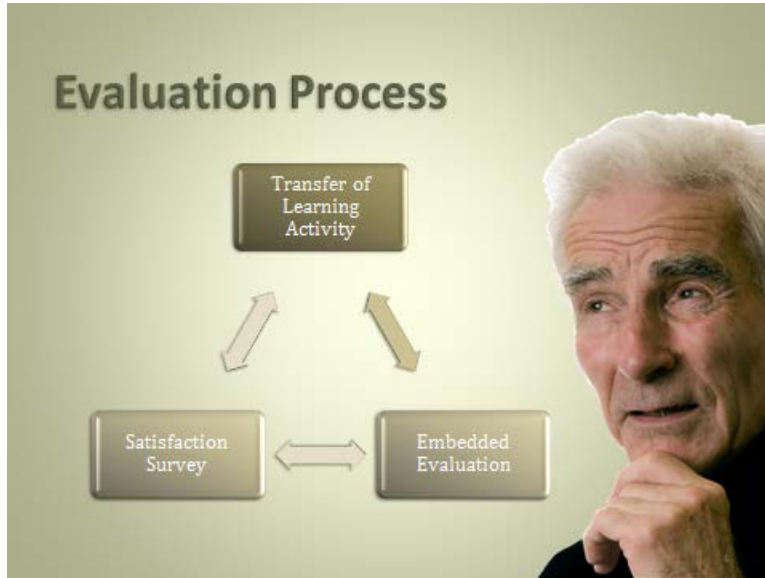 Evaluation Process
Transfer of
Learning
Activity
Satisfaction
Survey
Embedded
Evaluation